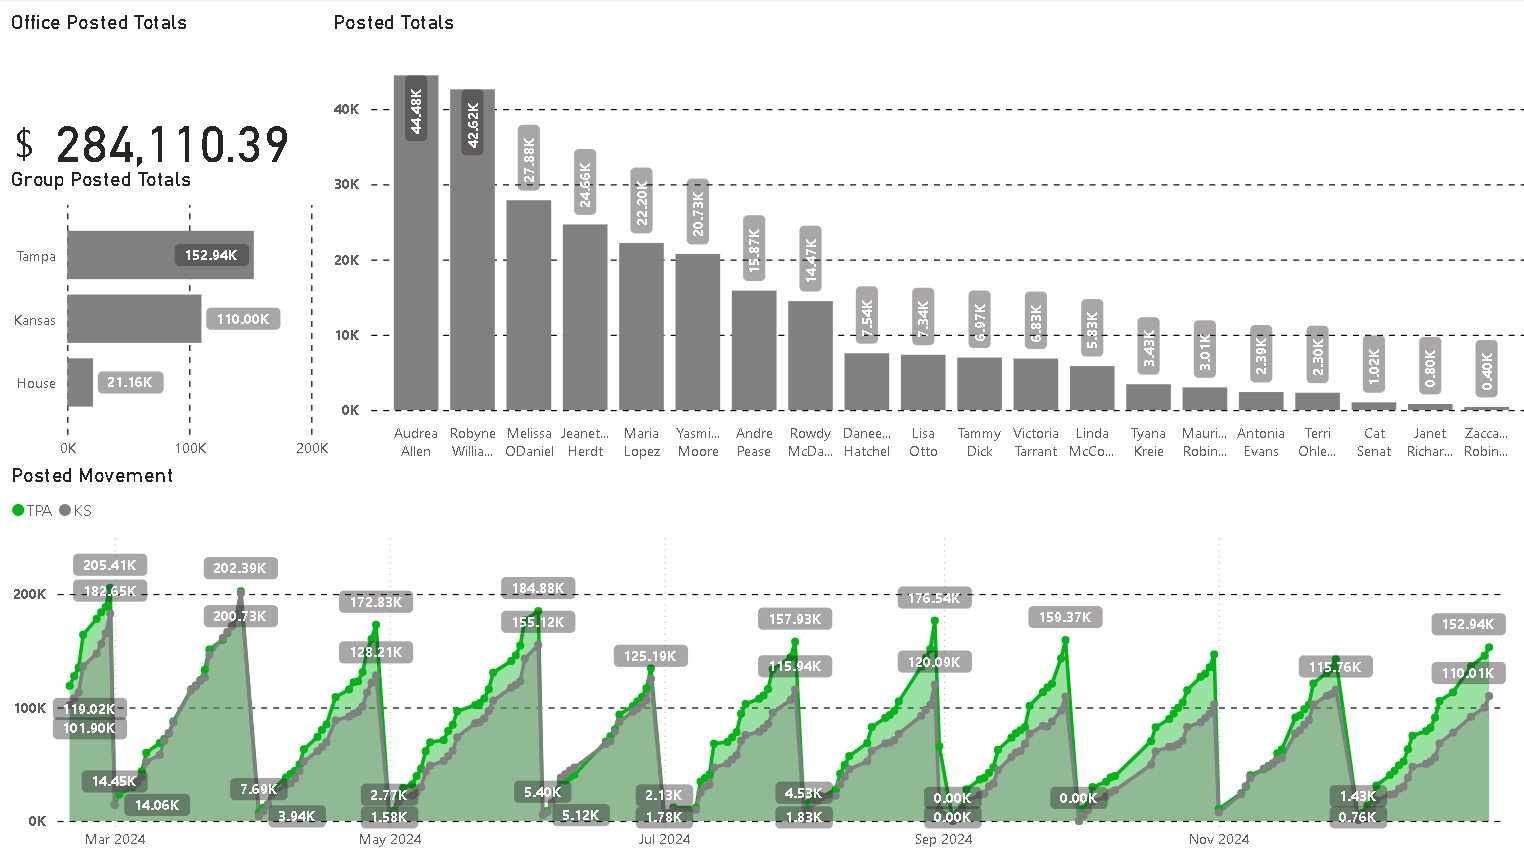 Office Posted Totals
$ 284,110.39
Group Posted Totals
Tampa 152.94K
Kansas 110.00K
House 21.16K
0K 100K 200K
Posted Totals
40K
30K
20K
10K
0K
44.48K 42.62K 27.88K 24.66K 22.20K 20.73K 15.87K 14.47K 7.54K 7.34K 6.97K 6.83K 5.83K 3.43K 3.01K 2.39K 2.30K 1.02K 0.80K 0.40K
Audrea Robyne Melissa Jeanet... Maria Yasmi... Andre Rowdy Danee... Lisa Tammy Victoria Linda Tyana Mauri... Antonia Terri Cat Janet Zacca...
Allen Willia... ODaniel Herdt Lopez Moore Pease McDa... Hatchel Otto Dick Tarrant McCo... Kreie Robin... Evans Ohle... Senat Richar... Robin...
Posted Movement
TPA KS
200K
100K
0K
205.41K 202.39K 172.83K 184.88K 125.19K 157.93K 176.54K 159.37K 115.76K 152.94K
182.65K 200.73K 128.21K 155.12K 115.94K 120.09K 110.01K
119.02K
101.90K
14.45K 7.69K 2.77K 5.40K 2.13K 4.53K 0.00K 0.00K 1.43K
14.06K 3.94K 1.58K 5.12K 1.78K 1.83K 0.00K 0.76K
Mar 2024 May 2024 Jul 2024 Sep 2024 Nov 2024